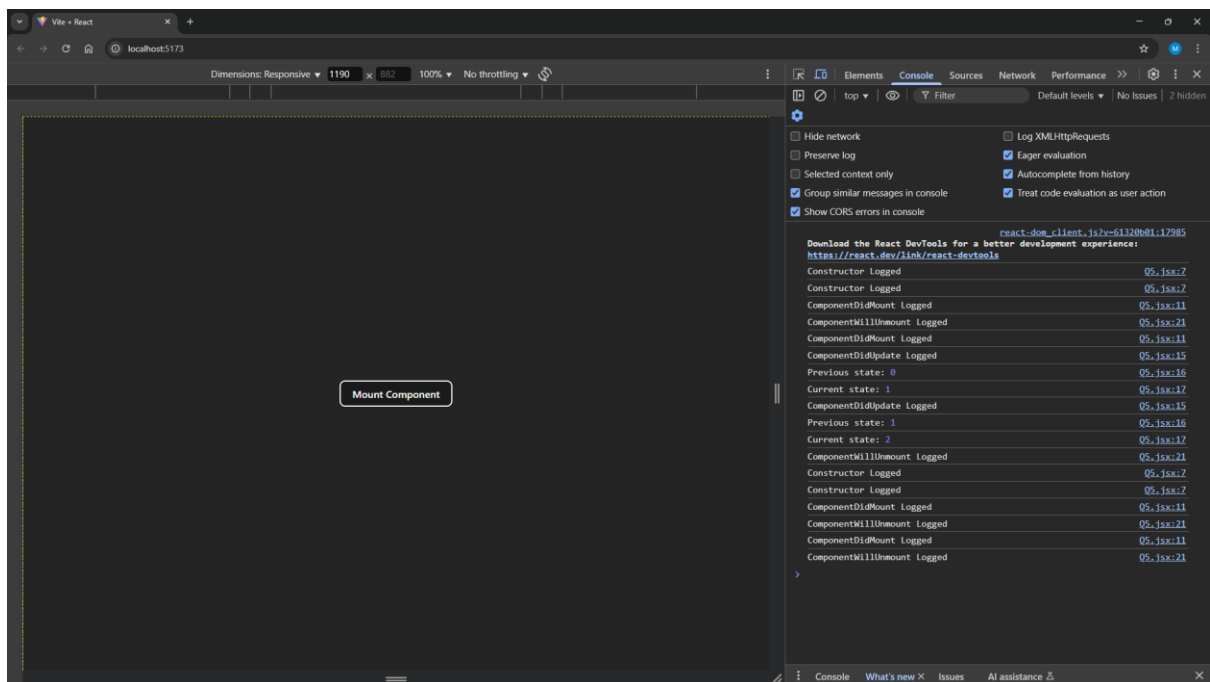 Vite + React
localhost:5173
M
Dimensions: Responsive 1190 x 882 100% No throttling
Elements Console Sources Network Performance
top Filter Default levels No Issues 2 hidden
Hide network Log XMLHttpRequests
Preserve log Eager evaluation
Selected context only Autocomplete from history
Group similar messages in console Treat code evaluation as user action
Show CORS errors in console
react-dom_client.js?v=61320b01:17985
Download the React DevTools for a better development experience:
https://react.dev/link/react-devtools
Constructor Logged Q5.jsx:7
Constructor Logged Q5.jsx:7
ComponentDidMount Logged Q5.jsx:11
ComponentWillUnmount Logged Q5.jsx:21
ComponentDidMount Logged Q5.jsx:11
ComponentDidUpdate Logged Q5.jsx:15
Previous state: 0 Q5.jsx:16
Current state: 1 Q5.jsx:17
ComponentDidUpdate Logged Q5.jsx:15
Previous state: 1 Q5.jsx:16
Current state: 2 Q5.jsx:17
ComponentWillUnmount Logged Q5.jsx:21
Constructor Logged Q5.jsx:7
Constructor Logged Q5.jsx:7
ComponentDidMount Logged Q5.jsx:11
ComponentWillUnmount Logged Q5.jsx:21
ComponentDidMount Logged Q5.jsx:11
ComponentWillUnmount Logged Q5.jsx:21
Mount Component
Console What's new Issues AI assistance